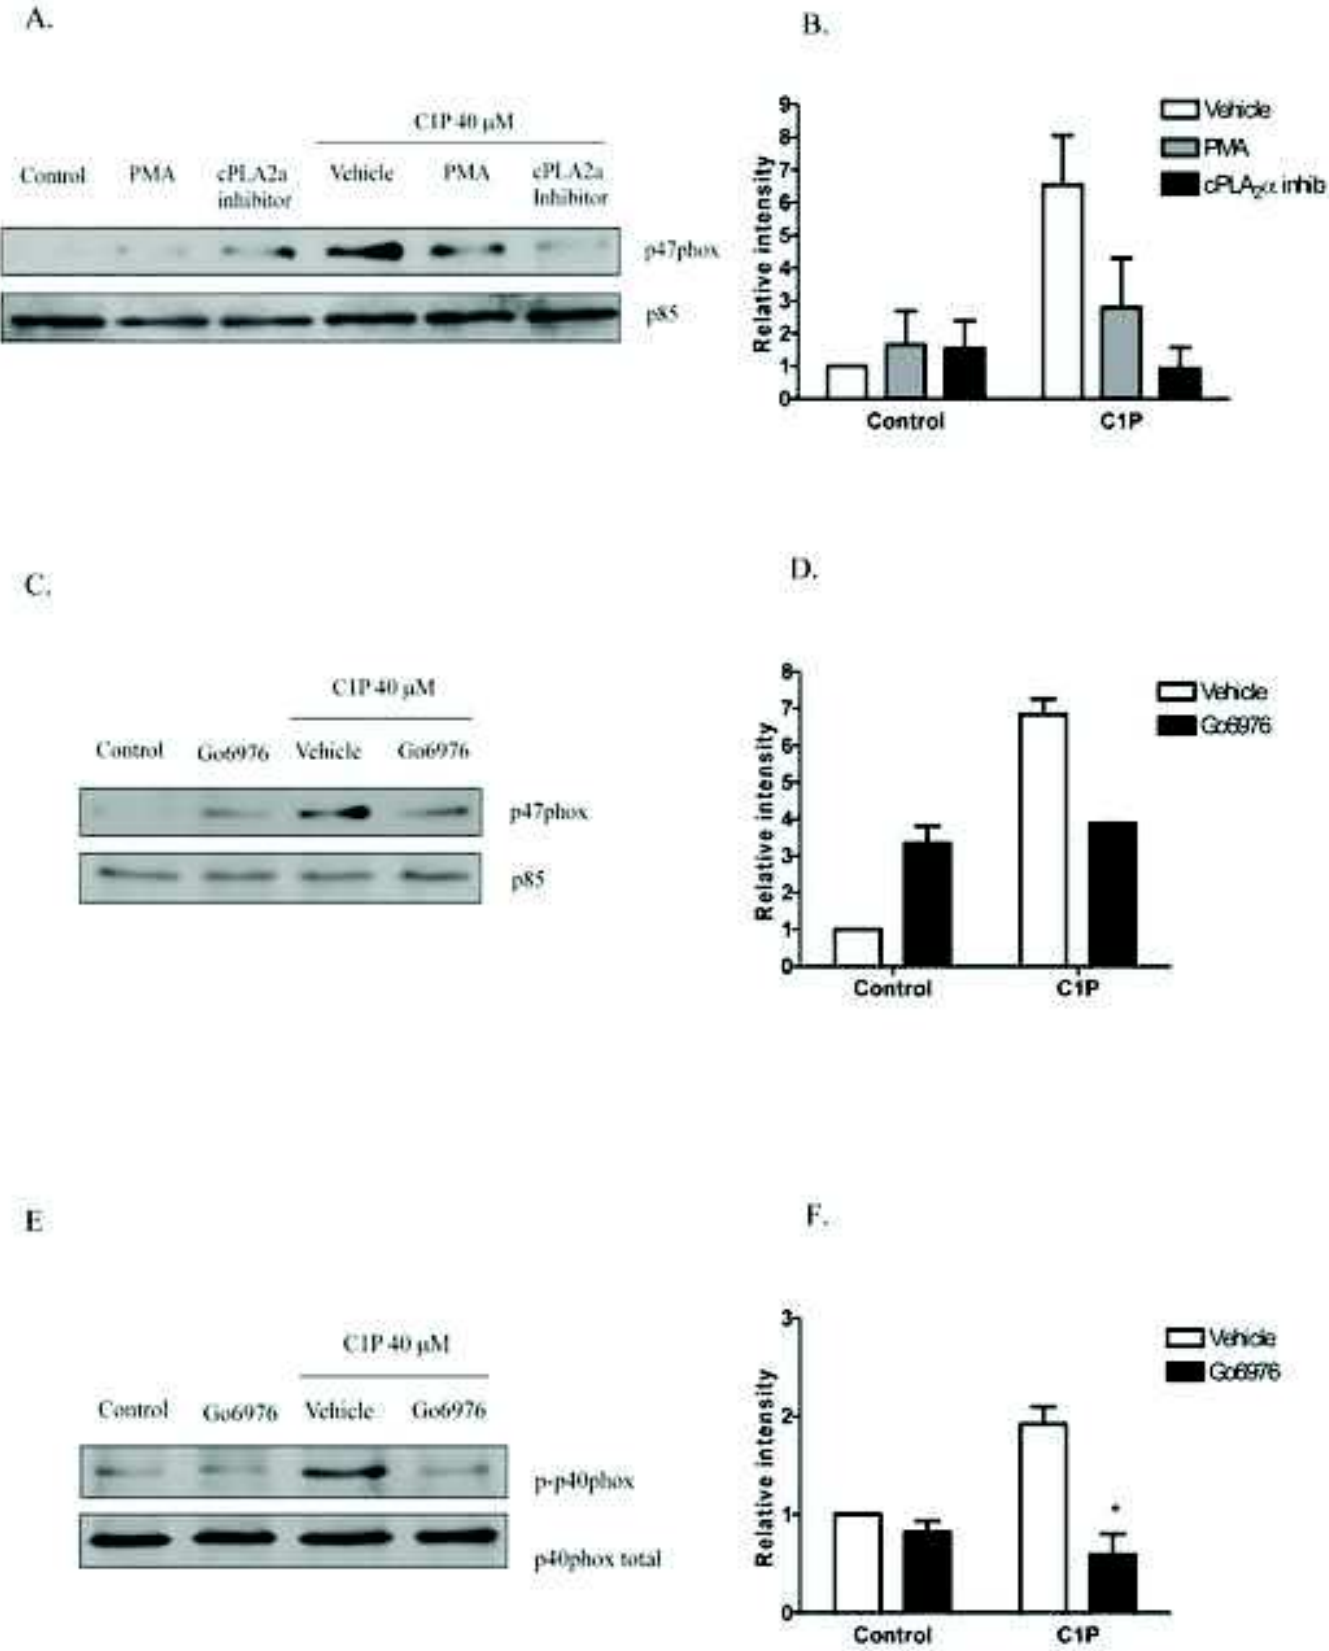 A.
C1P 40 µM
Control PMA cPLA2a Vehicle PMA cPLA2a
inhibitor Inhibitor
p47phox
p85
B.
9
8
7
6
5
4
3
2
1
0
Relative intensity
Vehicle
PMA
cPLA₂α inhib
Control C1P
C.
C1P 40 µM
Control Go6976 Vehicle Go6976
p47phox
p85
D.
8
7
6
5
4
3
2
1
0
Relative intensity
Vehicle
Go6976
Control C1P
E
C1P 40 µM
Control Go6976 Vehicle Go6976
p-p40phox
p40phox total
F.
3
2
1
0
Relative intensity
Vehicle
Go6976
*
Control C1P